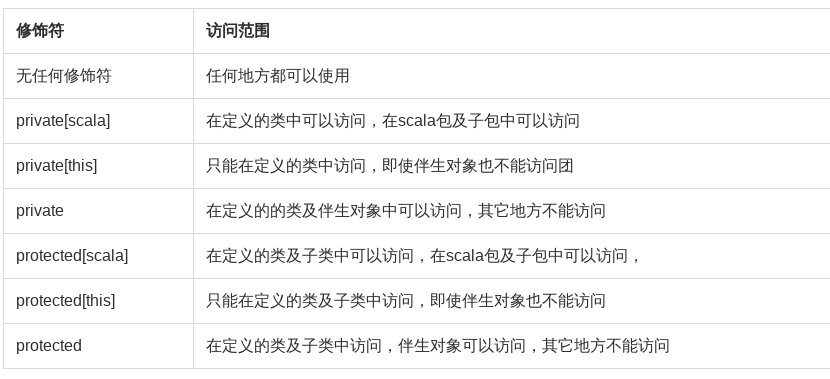 修饰符 访问范围
无任何修饰符 任何地方都可以使用
private[scala] 在定义的类中可以访问，在scala包及子包中可以访问
private[this] 只能在定义的类中访问，即使伴生对象也不能访问团
private 在定义的的类及伴生对象中可以访问，其它地方不能访问
protected[scala] 在定义的类及子类中可以访问，在scala包及子包中可以访问，
protected[this] 只能在定义的类及子类中访问，即使伴生对象也不能访问
protected 在定义的类及子类中访问，伴生对象可以访问，其它地方不能访问